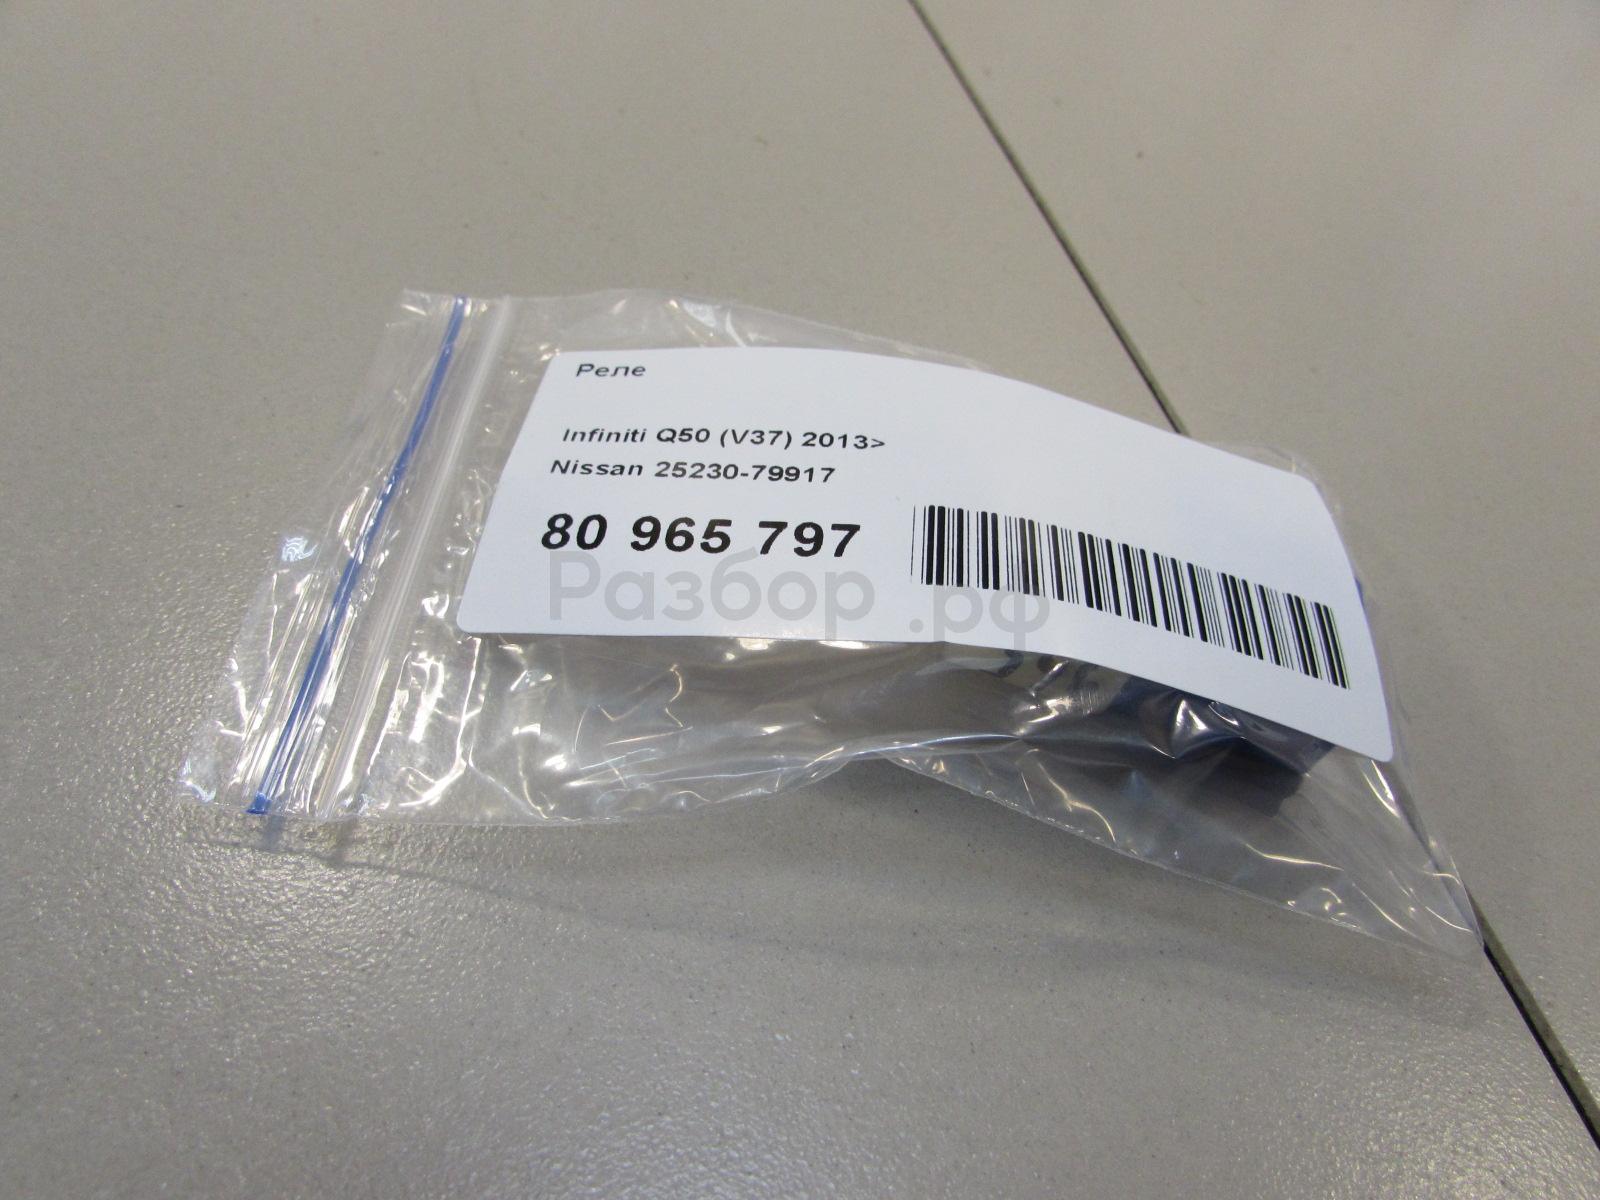 Реле
Infiniti Q50 (V37) 2013>
Nissan 25230-79917
80 965 797
Разбор.рф